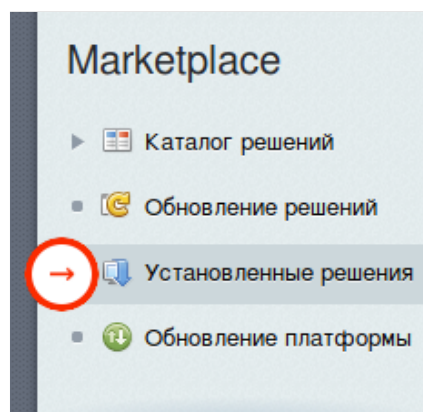 Marketplace
Каталог решений
Обновление решений
Установленные решения
Обновление платформы